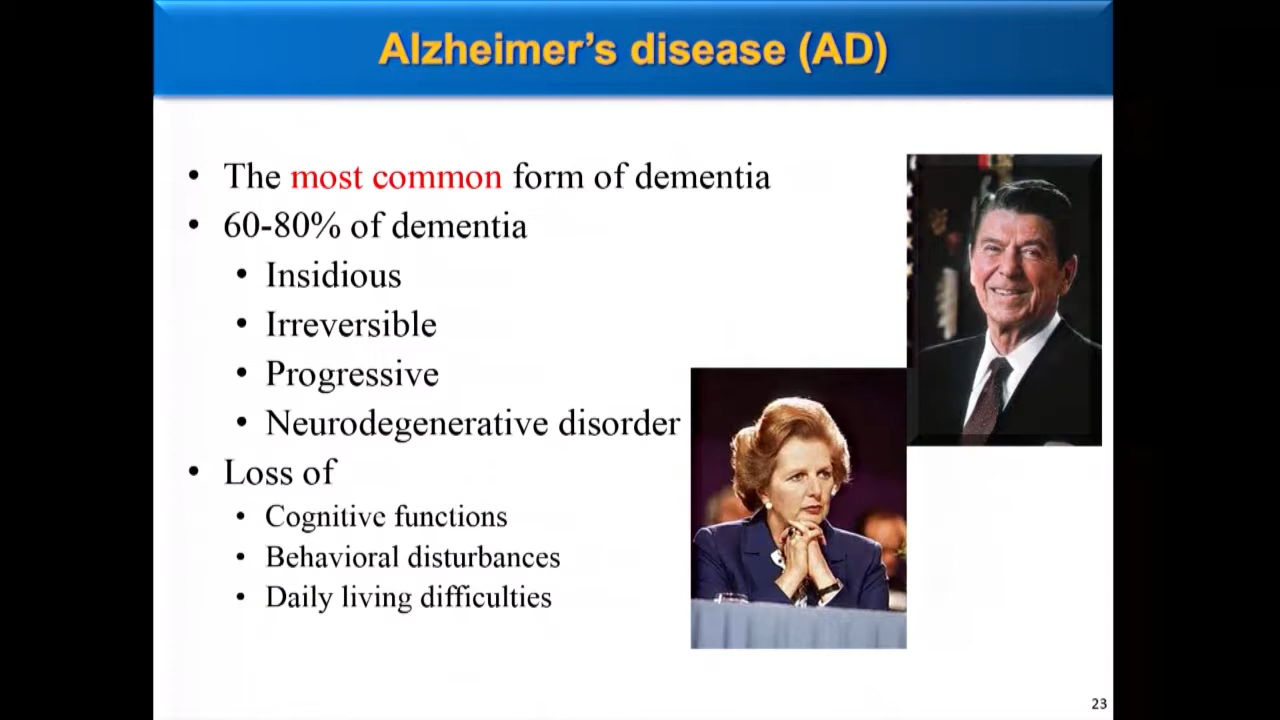 Alzheimer's disease (AD)
• The most common form of dementia
• 60-80% of dementia
• Insidious
• Irreversible
• Progressive
• Neurodegenerative disorder
• Loss of
• Cognitive functions
• Behavioral disturbances
• Daily living difficulties
23